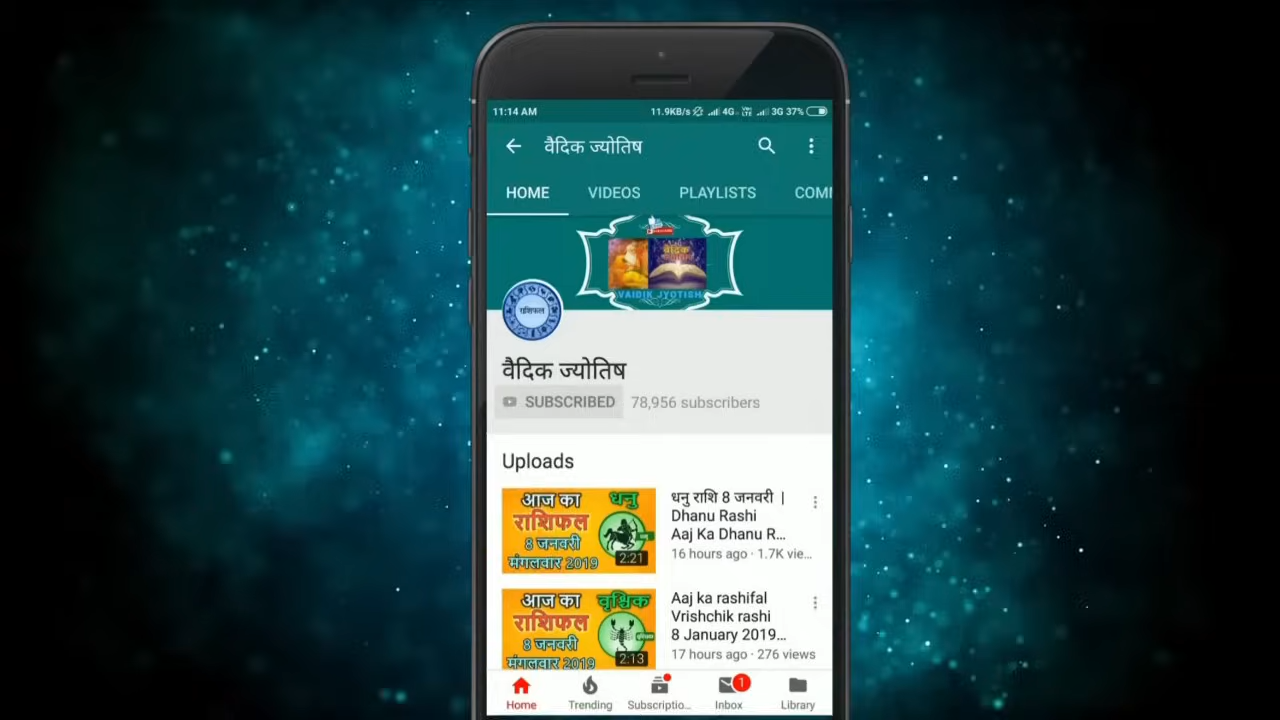 11:14 AM
11.9KB/s 4G VoLTE 3G 37%
वैदिक ज्योतिष
HOME VIDEOS PLAYLISTS COM
वैदिक
VAIDIK JYOTISH
राशिफल
वैदिक ज्योतिष
SUBSCRIBED 78,956 subscribers
Uploads
आज का धनु
राशिफल
8 जनवरी
मंगलवार 2019
2:21
धनु राशि 8 जनवरी |
Dhanu Rashi
Aaj Ka Dhanu R...
16 hours ago · 1.7K vie...
आज का वृश्चिक
राशिफल
8 जनवरी
मंगलवार 2019
2:13
Aaj ka rashifal
Vrishchik rashi
8 January 2019...
17 hours ago · 276 views
1
Home Trending Subscriptio... Inbox Library